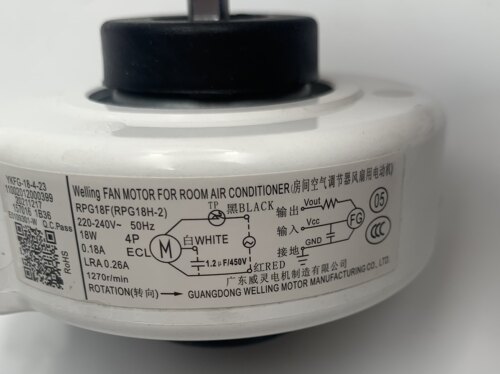 Welling FAN MOTOR FOR ROOM AIR CONDITIONER(房间空气调节器风扇用电动机)
RPG18F(RPG18H-2)
220-240V~ 50Hz
18W 4P
0.18A ECL
LRA 0.26A
1270r/min
ROTATION(转向) →
TP 黑BLACK
M
白WHITE
1.2μF/450V
红RED
输出 Vout
输入 Vcc
接地 GND
FG
05
CCC
广东威灵电机制造有限公司
GUANGDONG WELLING MOTOR MANUFACTURING CO., LTD.
YKFG-18-4-23
11002012000399
20211217
1B36
Q.C.Pass
RoHS